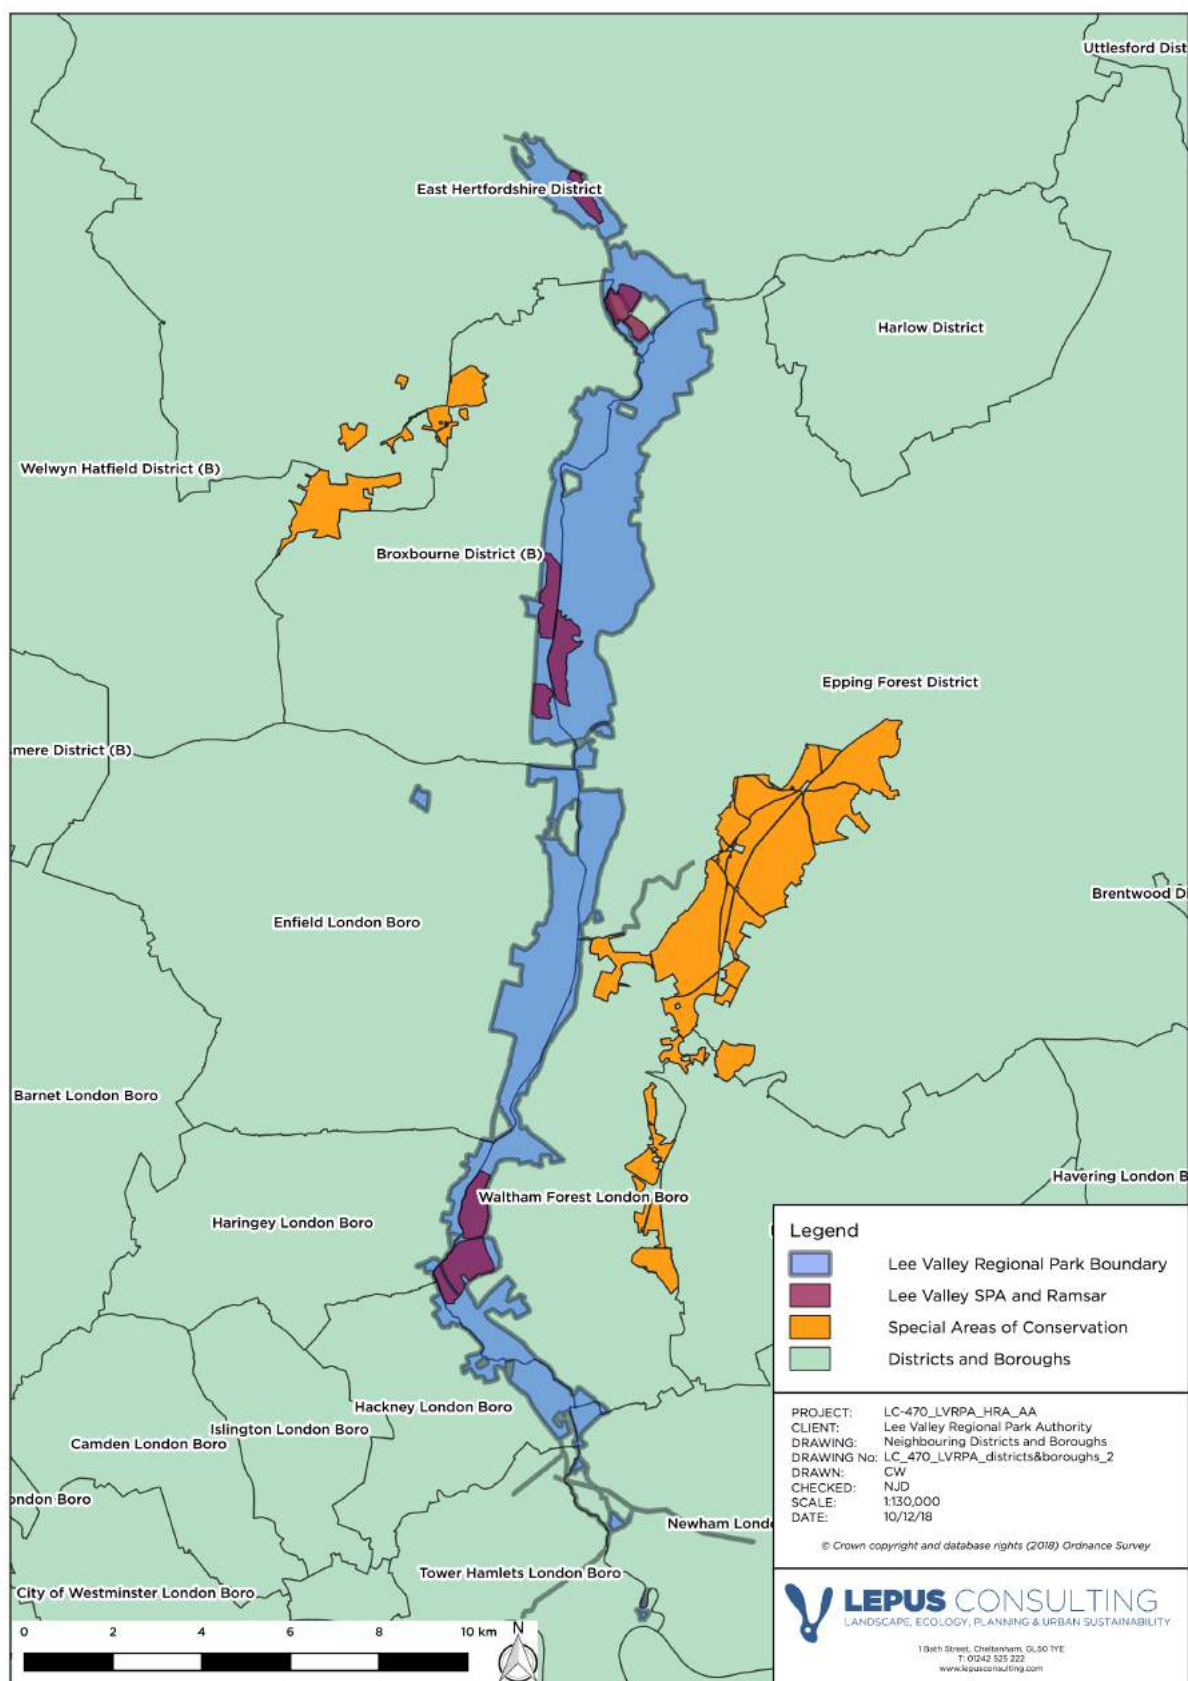 Uttlesford Dist
East Hertfordshire District
Harlow District
Welwyn Hatfield District (B)
Broxbourne District (B)
Epping Forest District
mere District (B)
Brentwood Di
Enfield London Boro
Barnet London Boro
Havering London B
Waltham Forest London Boro
Haringey London Boro
Hackney London Boro
Islington London Boro
Camden London Boro
ondon Boro
Newham Londo
Tower Hamlets London Boro
City of Westminster London Boro
0 2 4 6 8 10 km
N
Legend
Lee Valley Regional Park Boundary
Lee Valley SPA and Ramsar
Special Areas of Conservation
Districts and Boroughs
PROJECT: LC-470_LVRPA_HRA_AA
CLIENT: Lee Valley Regional Park Authority
DRAWING: Neighbouring Districts and Boroughs
DRAWING No: LC_470_LVRPA_districts&boroughs_2
DRAWN: CW
CHECKED: NJD
SCALE: 1:130,000
DATE: 10/12/18
© Crown copyright and database rights (2018) Ordnance Survey
LEPUS CONSULTING
LANDSCAPE, ECOLOGY, PLANNING & URBAN SUSTAINABILITY
1 Bath Street, Cheltenham, GL50 1YE
T: 01242 525 222
www.lepusconsulting.com